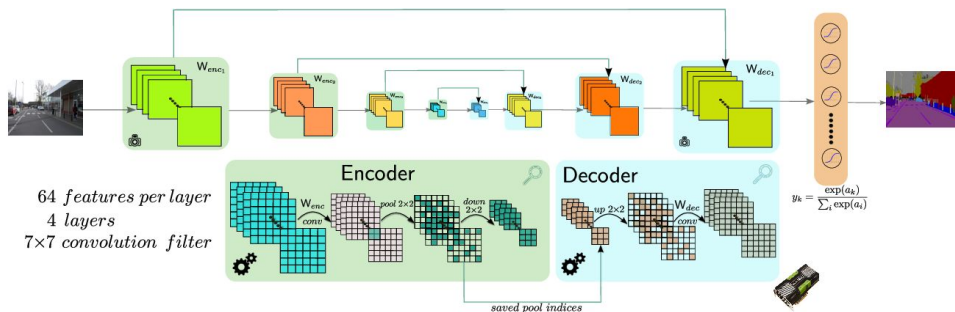 W_enc₁
W_enc₂
W_dec₂
W_dec₁
64 features per layer
4 layers
7×7 convolution filter
Encoder
W_enc
conv
pool 2×2
down
2×2
Decoder
up 2×2
W_dec
conv
y_k = exp(a_k) / ∑_i exp(a_i)
saved pool indices